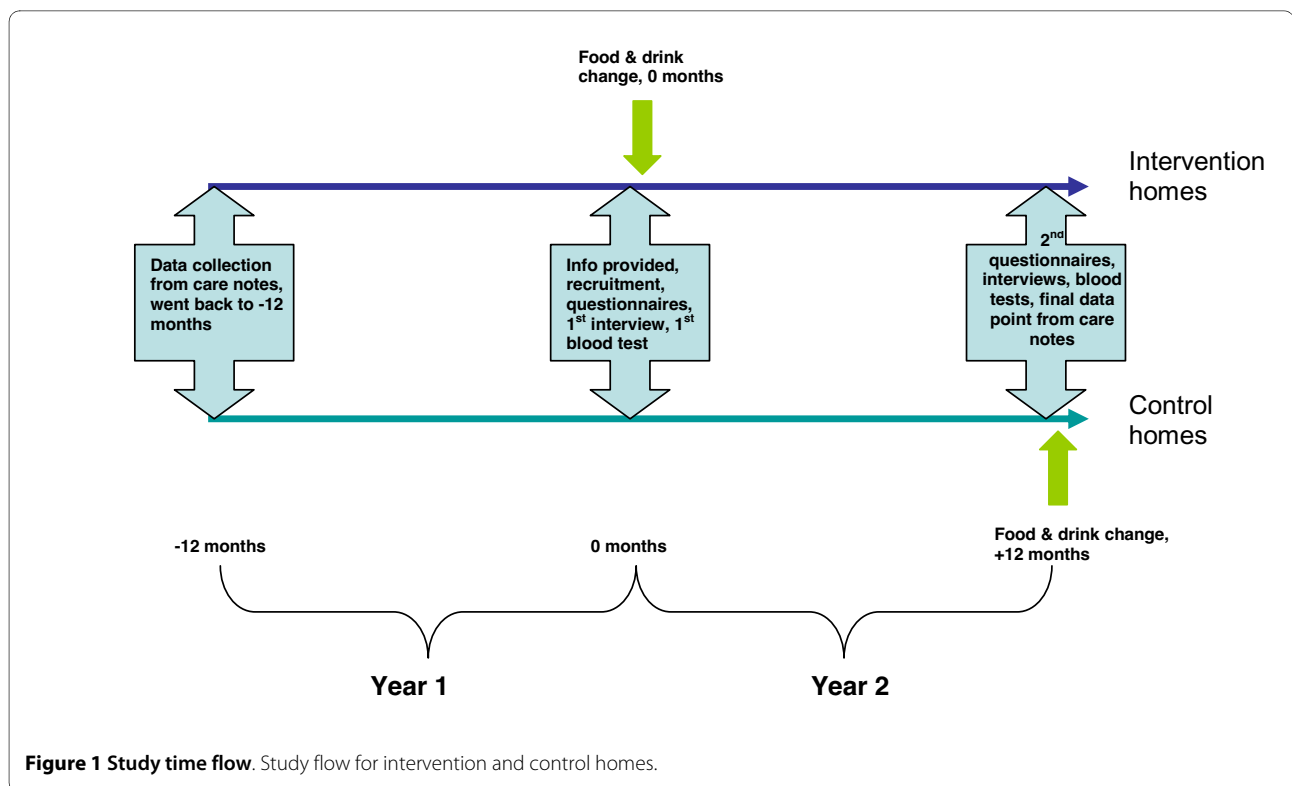 Food & drink
change, 0 months
Intervention
homes
Data collection
from care notes,
went back to -12
months
Info provided,
recruitment,
questionnaires,
1st interview, 1st
blood test
2nd
questionnaires,
interviews, blood
tests, final data
point from care
notes
Control
homes
-12 months
0 months
Food & drink change,
+12 months
Year 1
Year 2
Figure 1 Study time flow. Study flow for intervention and control homes.